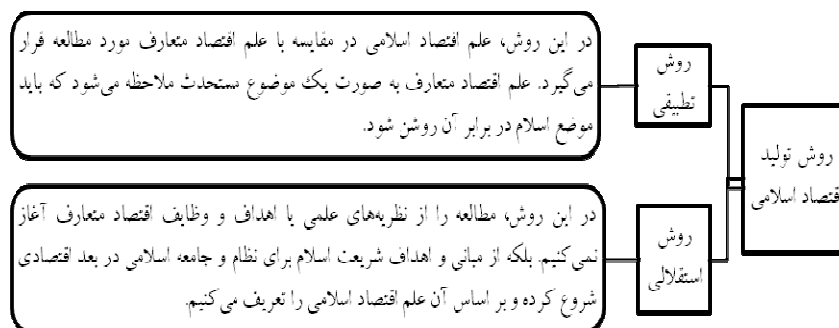 روش تولید
قتصاد اسلامی
روش
تطبیقی
در این روش، علم اقتصاد اسلامی در مقایسه با علم اقتصاد متعارف مورد مطالعه قرار
می‌گیرد. علم اقتصاد متعارف به صورت یک موضوع مستحدث ملاحظه می‌شود که باید
موضع اسلام در برابر آن روشن شود.
روش
استقلالی
در این روش، مطالعه را از نظریه‌های علمی یا اهداف و وظایف اقتصاد متعارف آغاز
نمی‌کنیم. بلکه از مبانی و اهداف شریعت اسلام برای نظام و جامعه اسلامی در بعد اقتصادی
شروع کرده و بر اساس آن علم اقتصاد اسلامی را تعریف می‌کنیم.